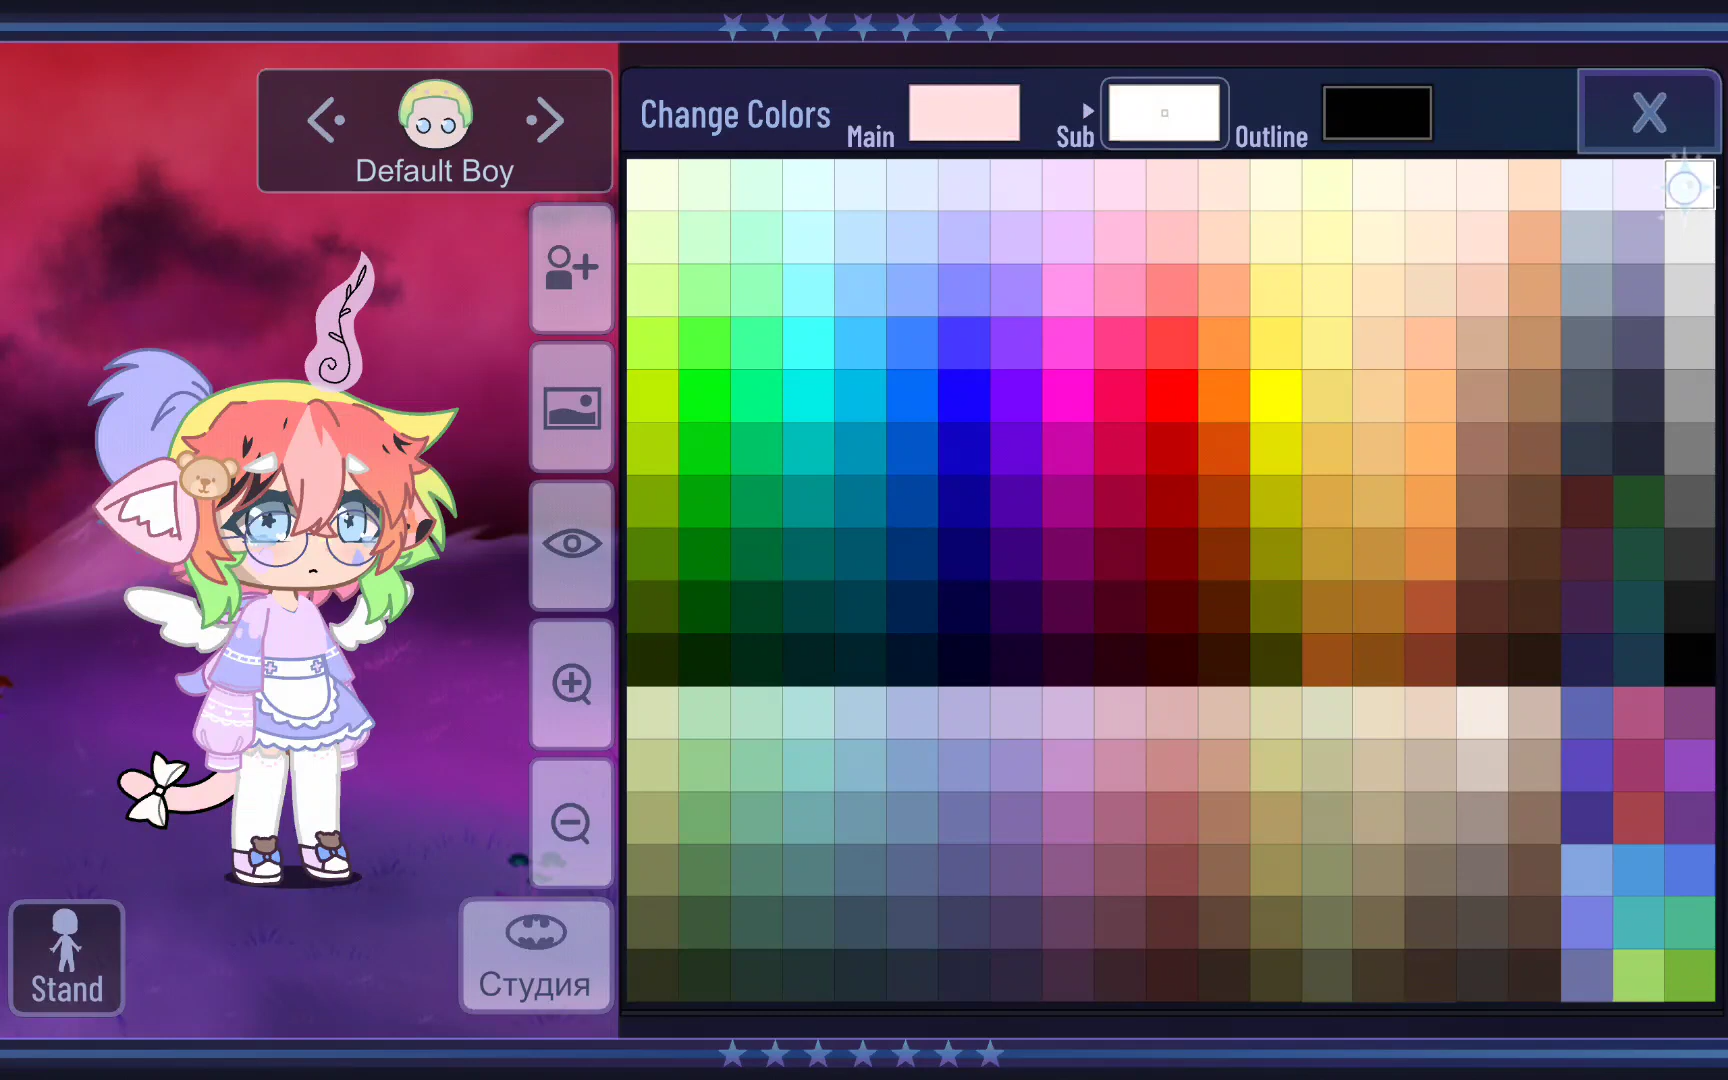 Default Boy
Change Colors
Main
Sub
Outline
X
Stand
Студия